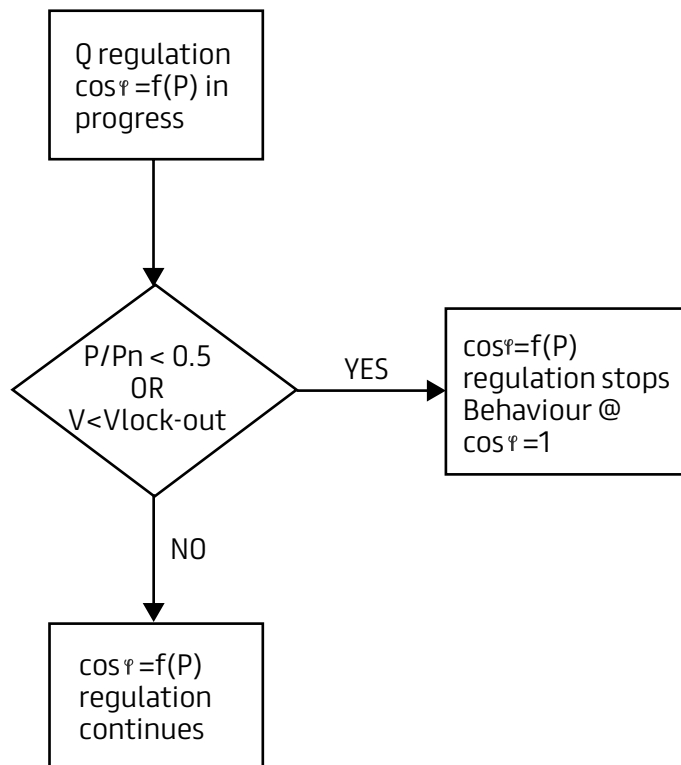 Q regulation
cosφ =f(P) in
progress
P/Pn < 0.5
OR
V<Vlock-out
YES
cosφ=f(P)
regulation stops
Behaviour @
cosφ =1
NO
cosφ =f(P)
regulation
continues